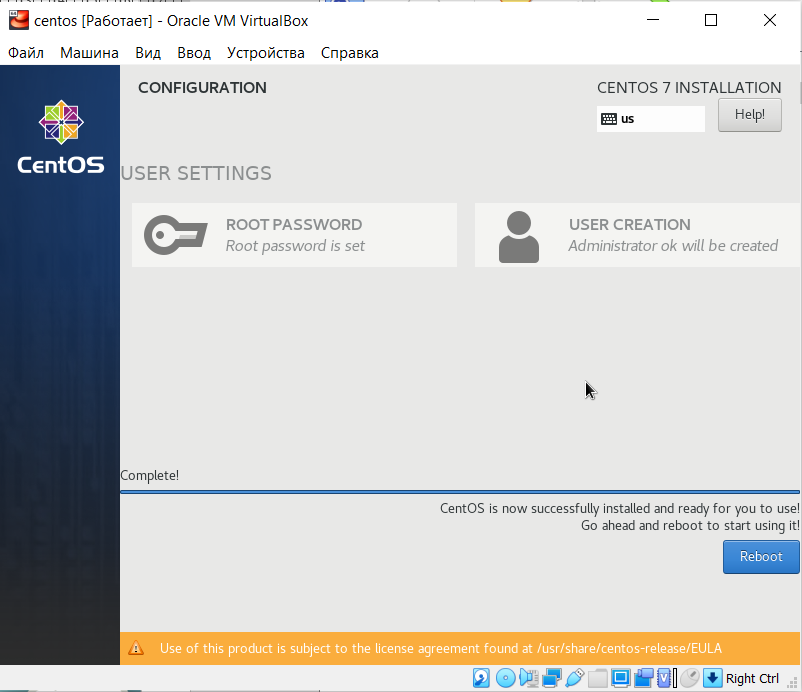 centos [Работает] - Oracle VM VirtualBox
Файл Машина Вид Ввод Устройства Справка
CentOS
CONFIGURATION
CENTOS 7 INSTALLATION
us
Help!
USER SETTINGS
ROOT PASSWORD
Root password is set
USER CREATION
Administrator ok will be created
Complete!
CentOS is now successfully installed and ready for you to use!
Go ahead and reboot to start using it!
Reboot
Use of this product is subject to the license agreement found at /usr/share/centos-release/EULA
Right Ctrl